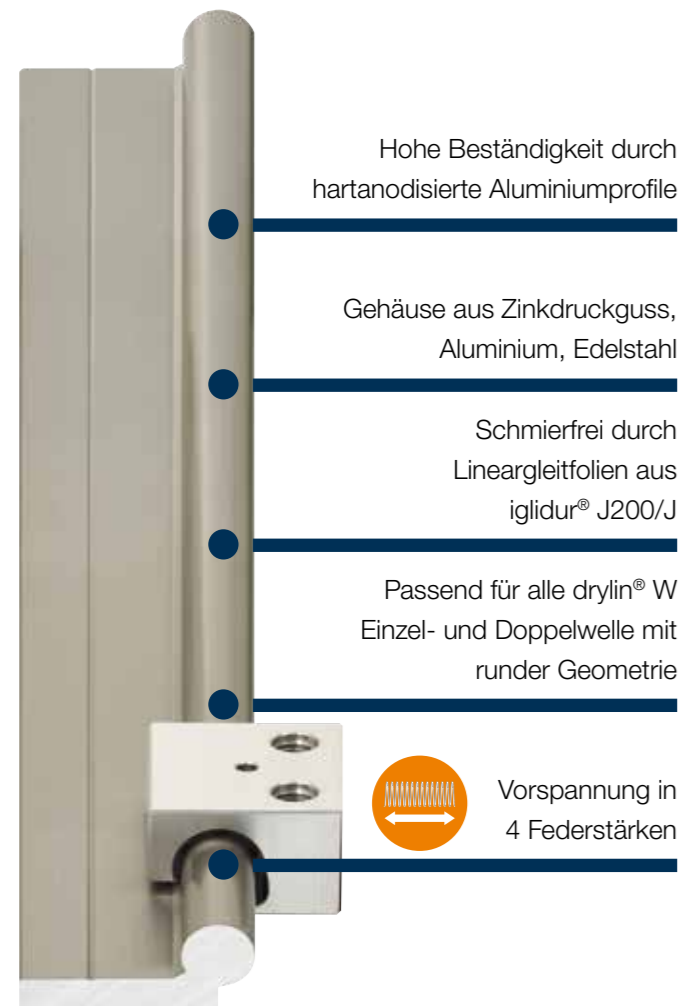 Hohe Beständigkeit durch
hartanodisierte Aluminiumprofile
Gehäuse aus Zinkdruckguss,
Aluminium, Edelstahl
Schmierfrei durch
Lineargleitfolien aus
iglidur® J200/J
Passend für alle drylin® W
Einzel- und Doppelwelle mit
runder Geometrie
Vorspannung in
4 Federstärken